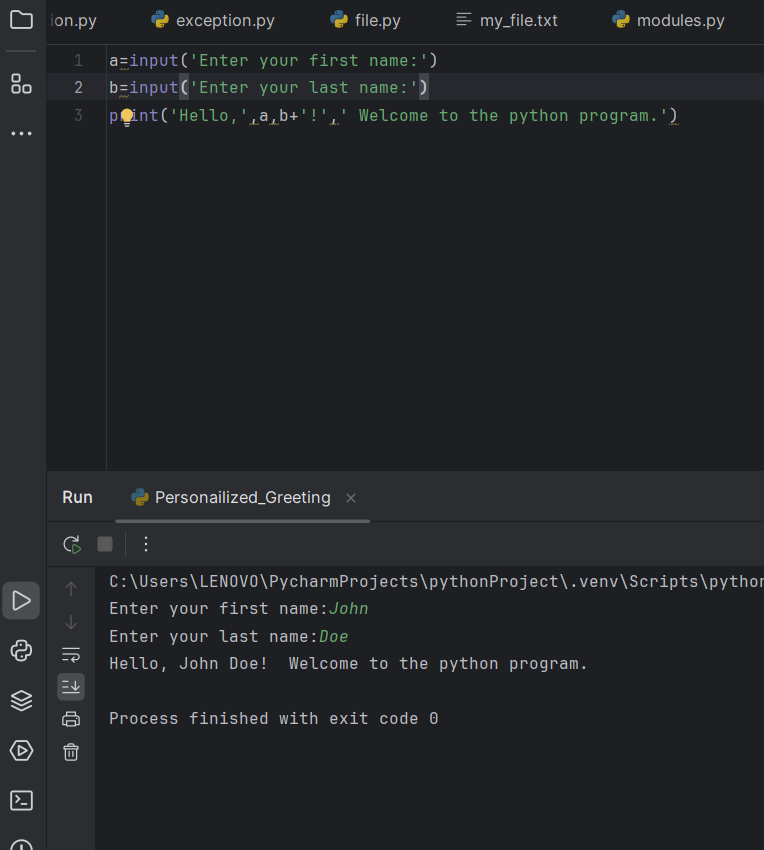 ion.py exception.py file.py my_file.txt modules.py
1 a=input('Enter your first name:')
2 b=input('Enter your last name:')
3 print('Hello,',a,b+'!',' Welcome to the python program.')
Run Personailized_Greeting
C:\Users\LENOVO\PycharmProjects\pythonProject\.venv\Scripts\python
Enter your first name:John
Enter your last name:Doe
Hello, John Doe!  Welcome to the python program.
Process finished with exit code 0